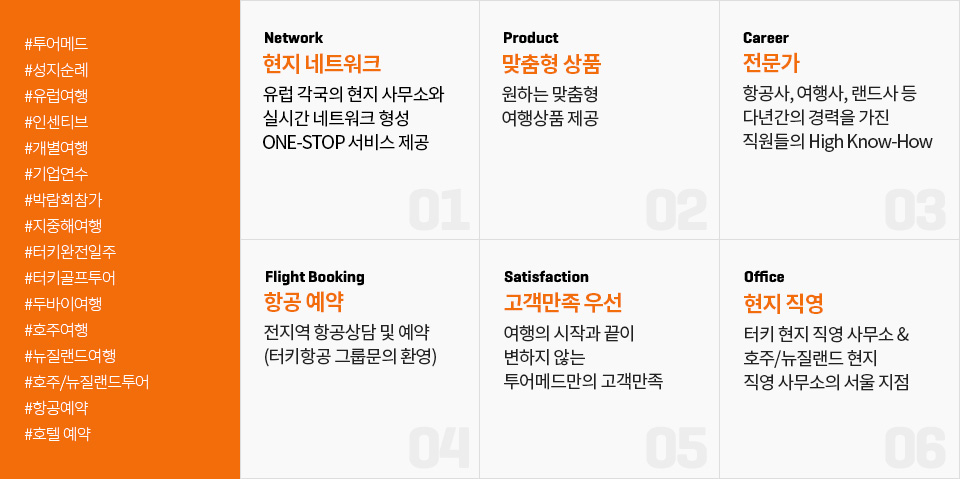 #투어메드
#성지순례
#유럽여행
#인센티브
#개별여행
#기업연수
#박람회참가
#지중해여행
#터키완전일주
#터키골프투어
#두바이여행
#호주여행
#뉴질랜드여행
#호주/뉴질랜드투어
#항공예약
#호텔 예약
Network
현지 네트워크
유럽 각국의 현지 사무소와
실시간 네트워크 형성
ONE-STOP 서비스 제공
01
Product
맞춤형 상품
원하는 맞춤형
여행상품 제공
02
Career
전문가
항공사, 여행사, 랜드사 등
다년간의 경력을 가진
직원들의 High Know-How
03
Flight Booking
항공 예약
전지역 항공상담 및 예약
(터키항공 그룹문의 환영)
04
Satisfaction
고객만족 우선
여행의 시작과 끝이
변하지 않는
투어메드만의 고객만족
05
Office
현지 직영
터키 현지 직영 사무소 &
호주/뉴질랜드 현지
직영 사무소의 서울 지점
06